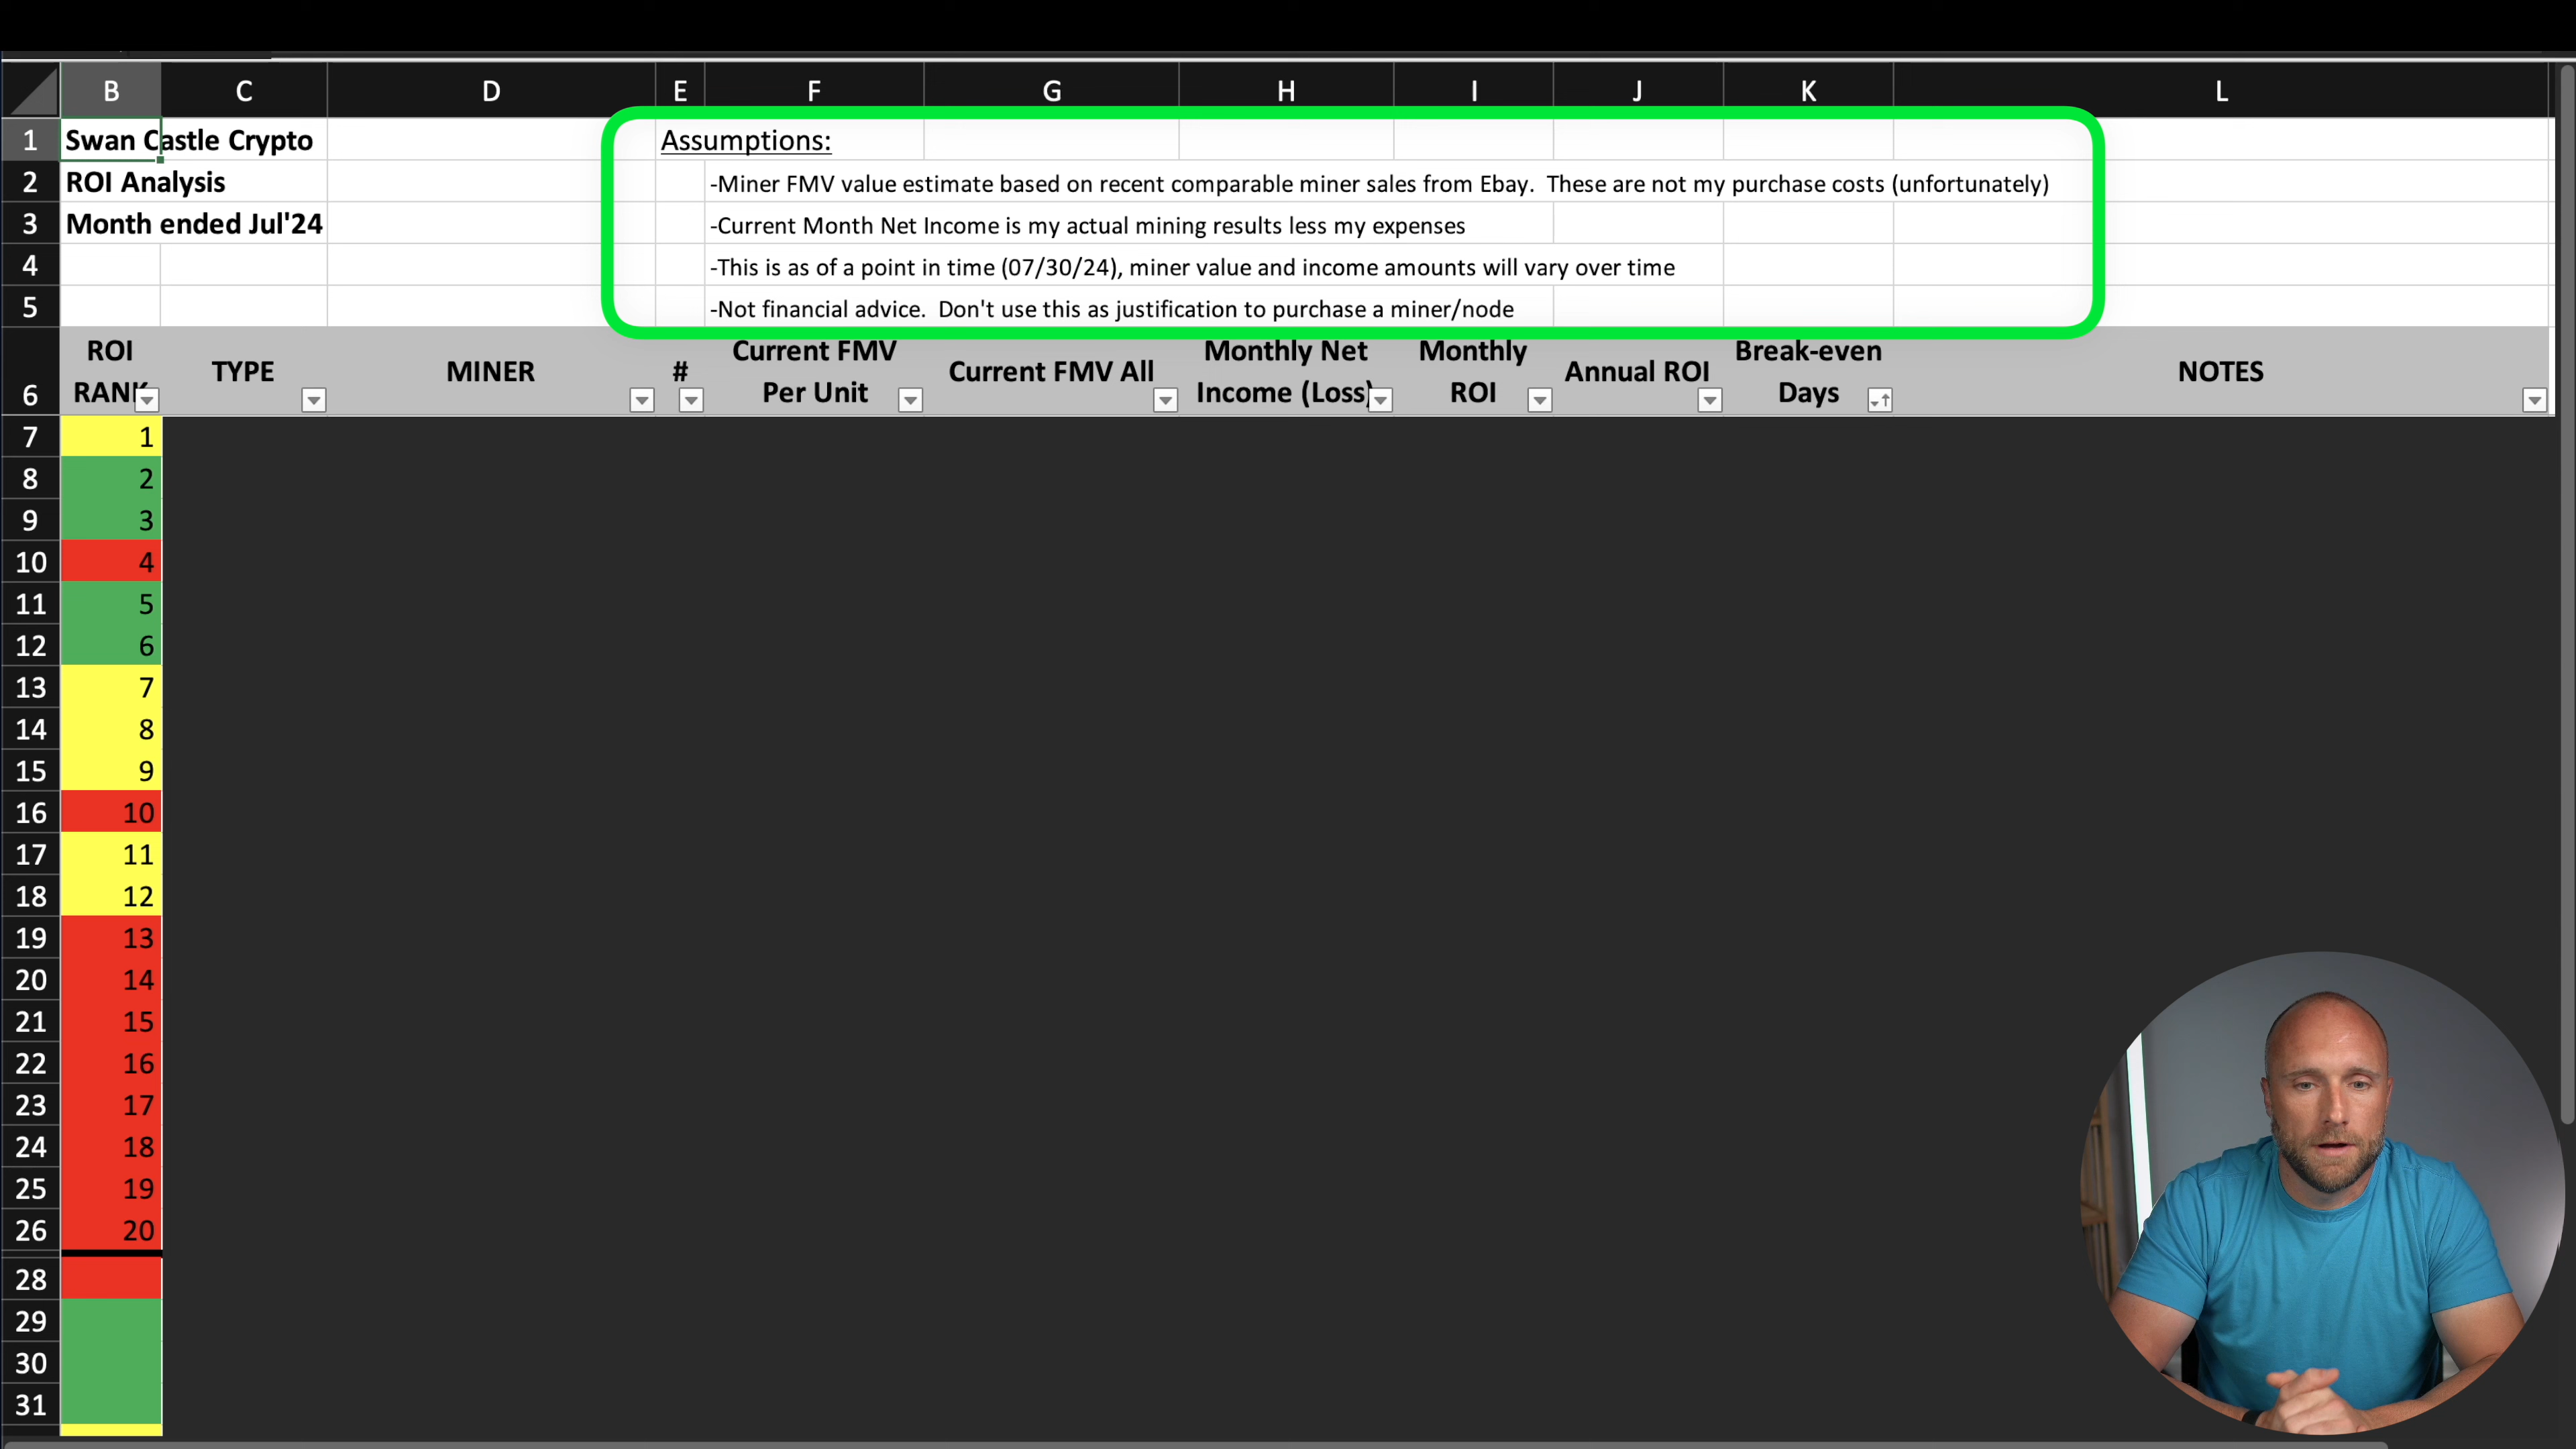 B C D E F G H I J K L
1 Swan Castle Crypto Assumptions:
2 ROI Analysis -Miner FMV value estimate based on recent comparable miner sales from Ebay. These are not my purchase costs (unfortunately)
3 Month ended Jul'24 -Current Month Net Income is my actual mining results less my expenses
4 -This is as of a point in time (07/30/24), miner value and income amounts will vary over time
5 -Not financial advice. Don't use this as justification to purchase a miner/node
ROI Current FMV Monthly Net Monthly Break-even
TYPE MINER # Current FMV All Annual ROI NOTES
6 RANK Per Unit Income (Loss) ROI Days
7 1
8 2
9 3
10 4
11 5
12 6
13 7
14 8
15 9
16 10
17 11
18 12
19 13
20 14
21 15
22 16
23 17
24 18
25 19
26 20
28
29
30
31